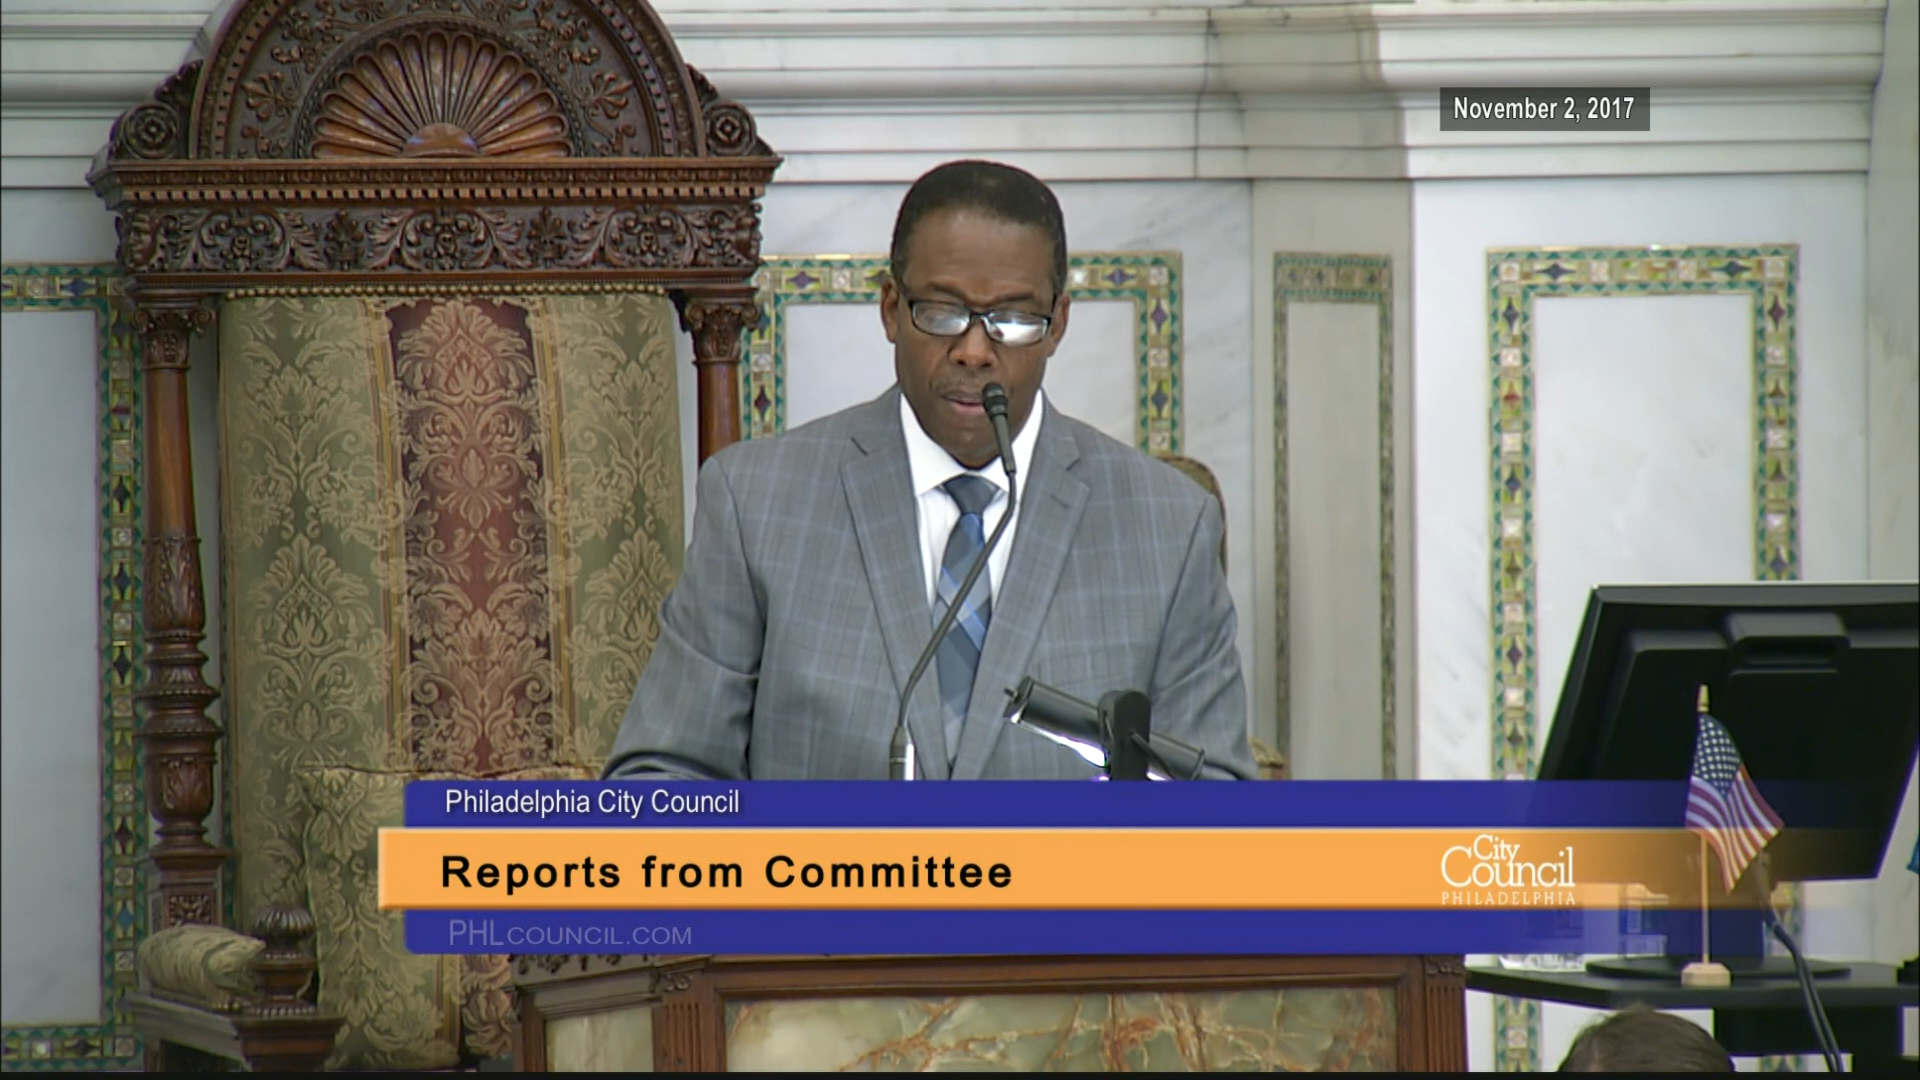 November 2, 2017
Philadelphia City Council
Reports from Committee
City
Council
PHILADELPHIA
PHLCOUNCIL.COM